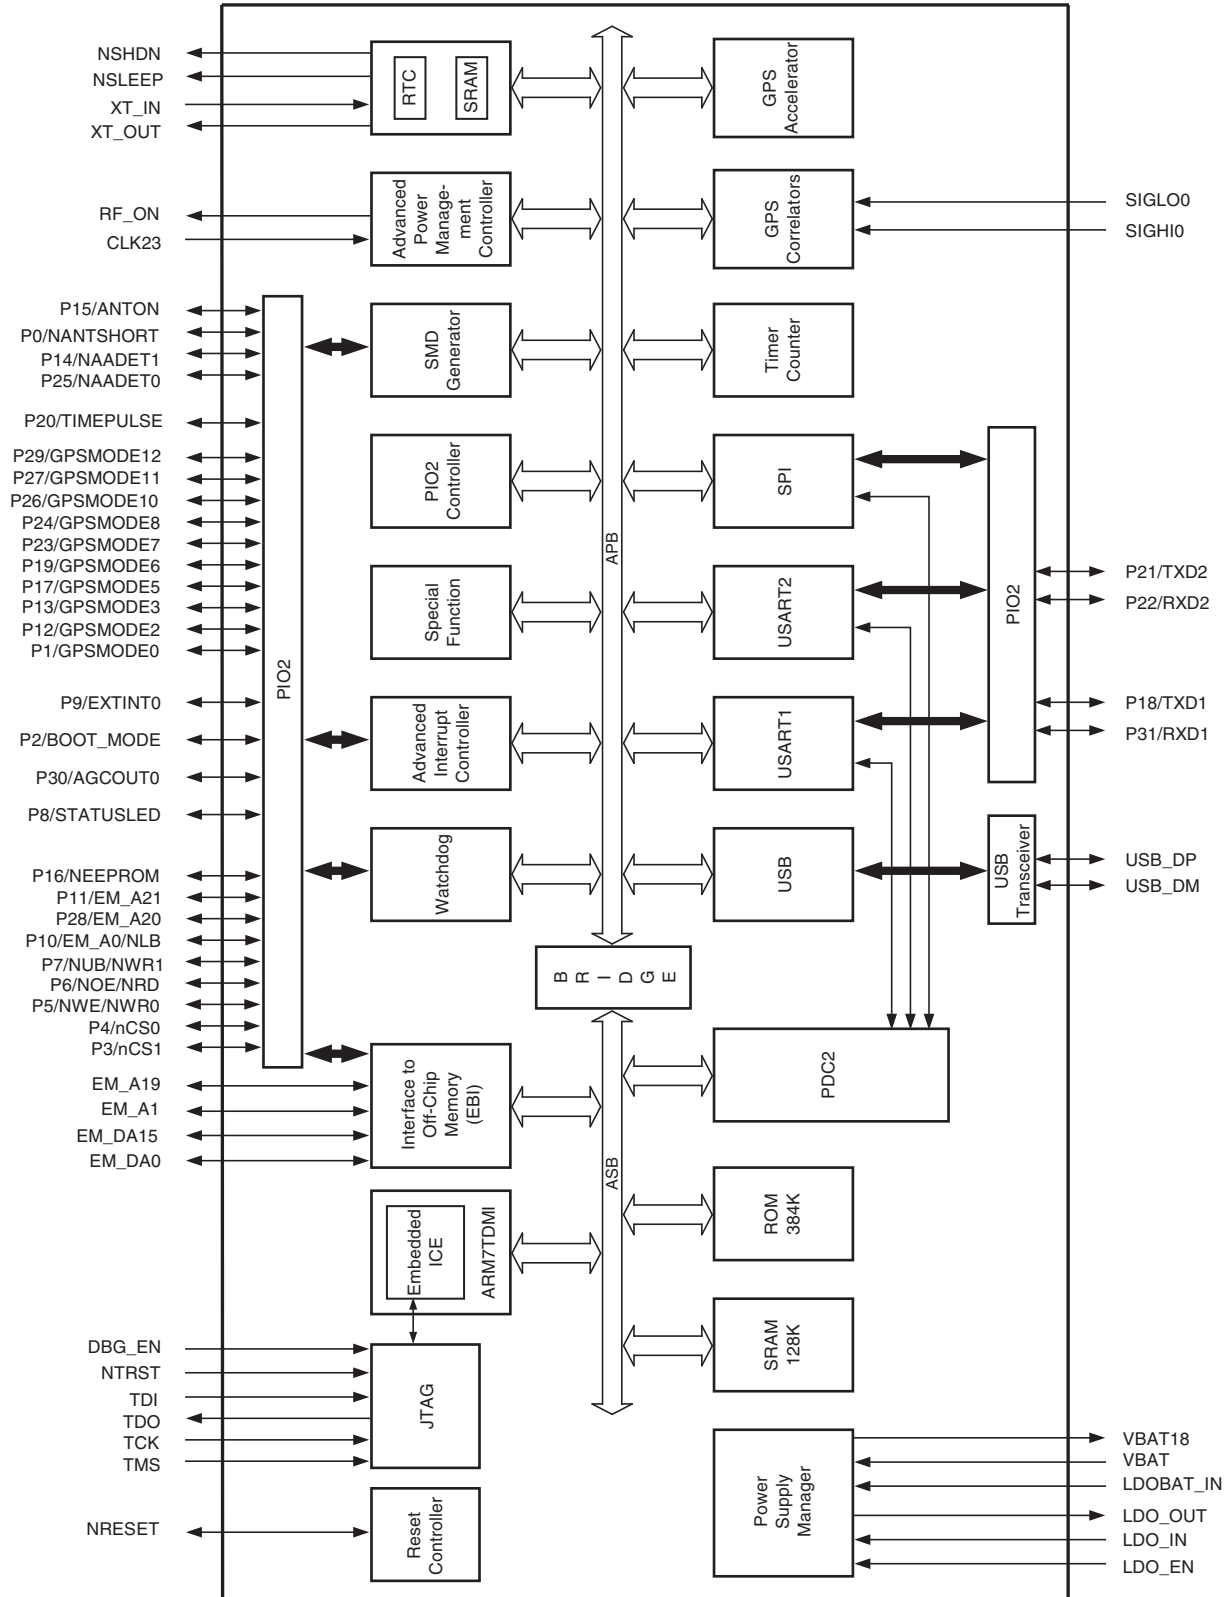 NSHDN
NSLEEP
XT_IN
XT_OUT
RTC
SRAM
GPS
Accelerator
RF_ON
CLK23
Advanced
Power
Manage-
ment
Controller
GPS
Correlators
SIGLO0
SIGHI0
P15/ANTON
P0/NANTSHORT
P14/NAADET1
P25/NAADET0
P20/TIMEPULSE
P29/GPSMODE12
P27/GPSMODE11
P26/GPSMODE10
P24/GPSMODE8
P23/GPSMODE7
P19/GPSMODE6
P17/GPSMODE5
P13/GPSMODE3
P12/GPSMODE2
P1/GPSMODE0
P9/EXTINT0
P2/BOOT_MODE
P30/AGCOUT0
P8/STATUSLED
P16/NEEPROM
P11/EM_A21
P28/EM_A20
P10/EM_A0/NLB
P7/NUB/NWR1
P6/NOE/NRD
P5/NWE/NWR0
P4/nCS0
P3/nCS1
PIO2
SMD
Generator
PIO2
Controller
Special
Function
Advanced
Interrupt
Controller
Watchdog
APB
Timer
Counter
SPI
USART2
USART1
USB
PIO2
P21/TXD2
P22/RXD2
P18/TXD1
P31/RXD1
USB
Transceiver
USB_DP
USB_DM
BRIDGE
EM_A19
EM_A1
EM_DA15
EM_DA0
Interface to
Off-Chip
Memory
(EBI)
PDC2
ASB
Embedded
ICE
ARM7TDMI
ROM
384K
SRAM
128K
DBG_EN
NTRST
TDI
TDO
TCK
TMS
JTAG
NRESET
Reset
Controller
Power
Supply
Manager
VBAT18
VBAT
LDOBAT_IN
LDO_OUT
LDO_IN
LDO_EN